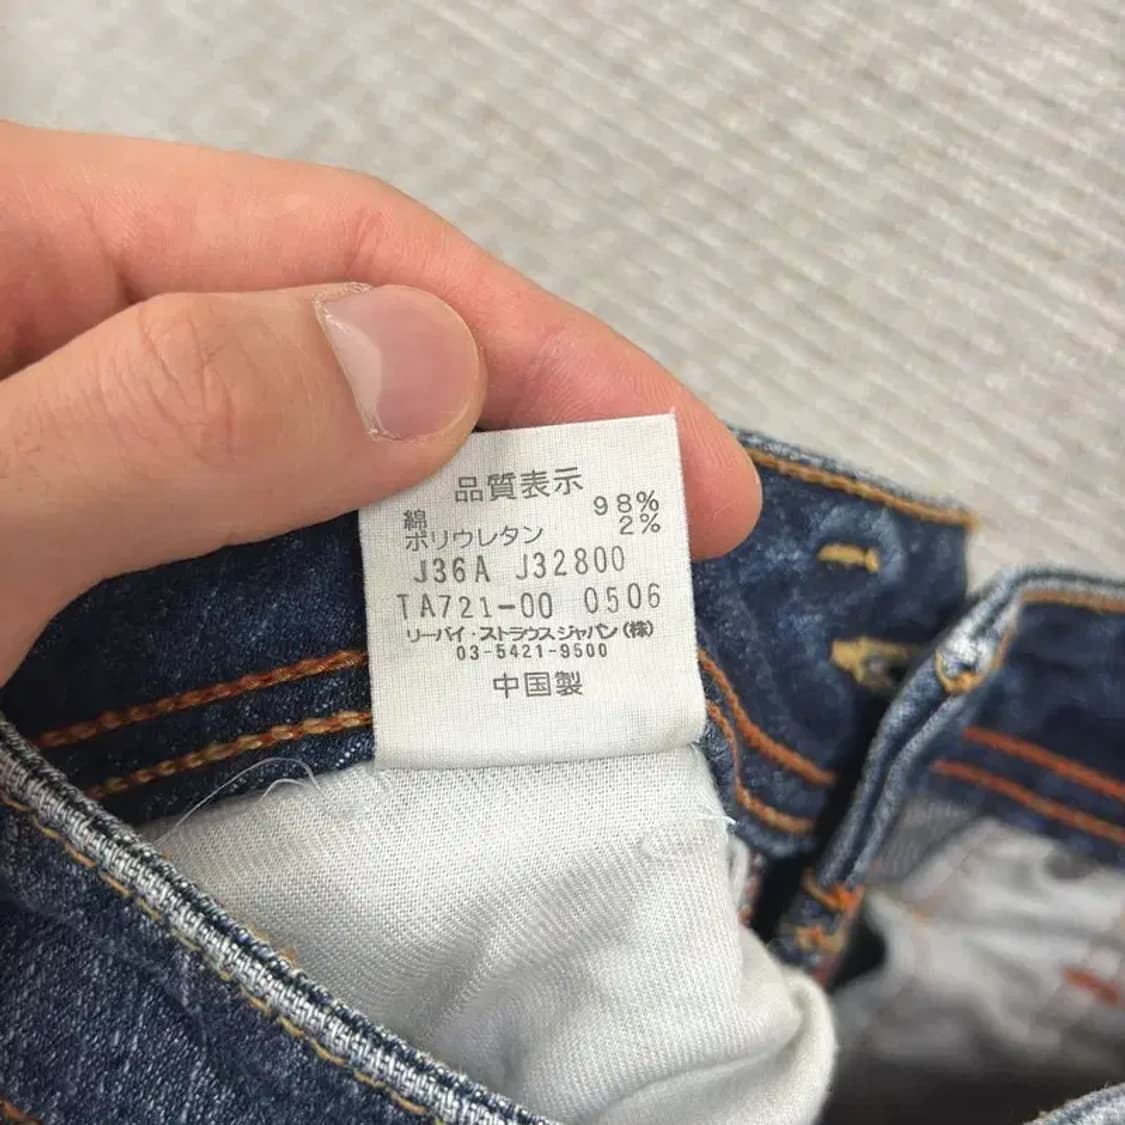 品質表示
綿 98%
ポリウレタン 2%
J36A J32800
TA721-00 0506
リーバイ・ストラウスジャパン(株)
03-5421-9500
中国製